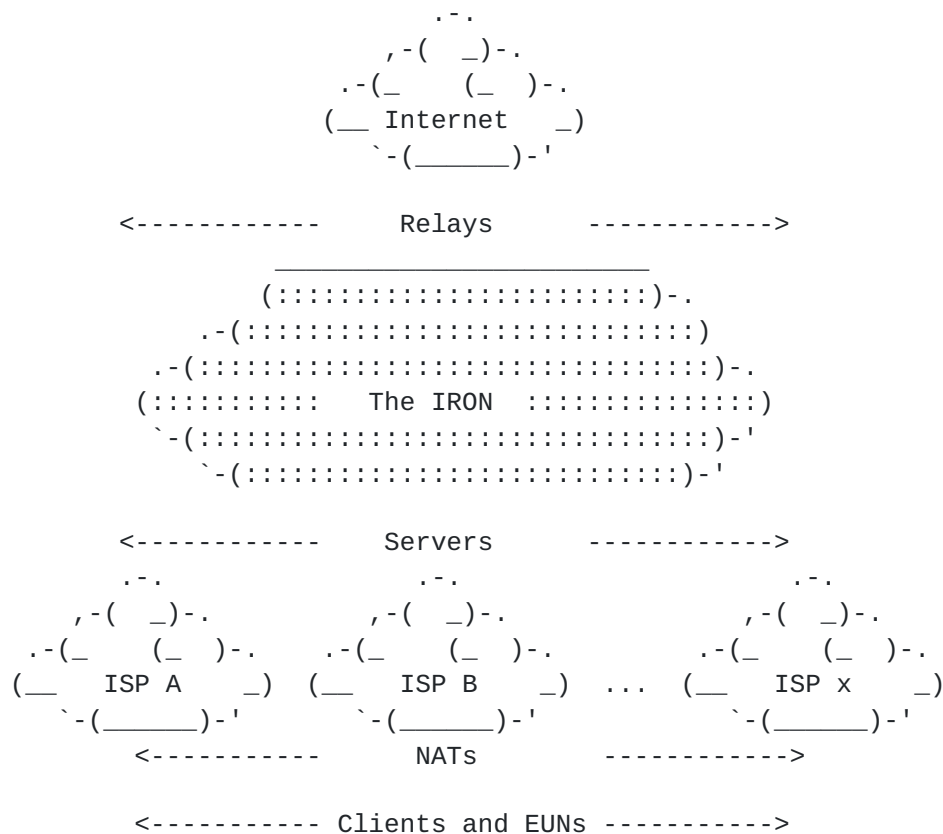 Internet
<------------ Relays ------------>
The IRON
<------------ Servers ------------>
ISP A ISP B ... ISP x
<----------- NATs ------------>
<----------- Clients and EUNs ----------->